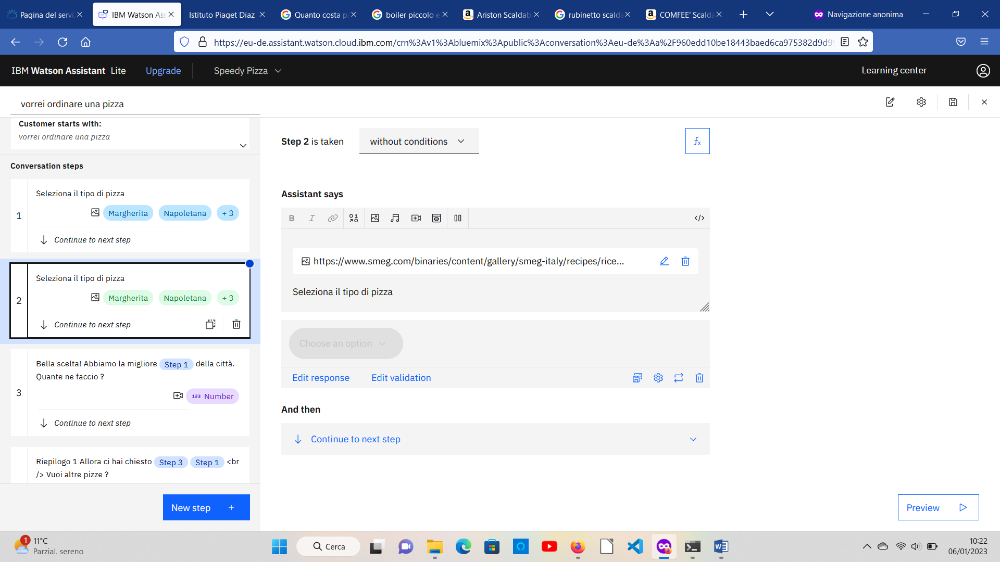 Pagina del servi
IBM Watson Ass
Istituto Piaget Diaz
Quanto costa p
boiler piccolo e
Ariston Scaldab
rubinetto scalda
COMFEE' Scalda
Navigazione anonima
https://eu-de.assistant.watson.cloud.ibm.com/crn%3Av1%3Abluemix%3Apublic%3Aconversation%3Aeu-de%3Aa%2F960edd10be18443baed6ca975382d9d9
IBM Watson Assistant Lite
Upgrade
Speedy Pizza
Learning center
vorrei ordinare una pizza
Customer starts with:
vorrei ordinare una pizza
Conversation steps
1
Seleziona il tipo di pizza
Margherita Napoletana + 3
Continue to next step
2
Seleziona il tipo di pizza
Margherita Napoletana + 3
Continue to next step
3
Bella scelta! Abbiamo la migliore Step 1 della città.
Quante ne faccio ?
123 Number
Continue to next step
Riepilogo 1 Allora ci hai chiesto Step 3 Step 1 <br
/> Vuoi altre pizze ?
New step +
Step 2 is taken
without conditions
fx
Assistant says
B I </>
https://www.smeg.com/binaries/content/gallery/smeg-italy/recipes/rice...
Seleziona il tipo di pizza
Choose an option
Edit response
Edit validation
And then
Continue to next step
Preview
1
11°C
Parzial. sereno
Cerca
10:22
06/01/2023